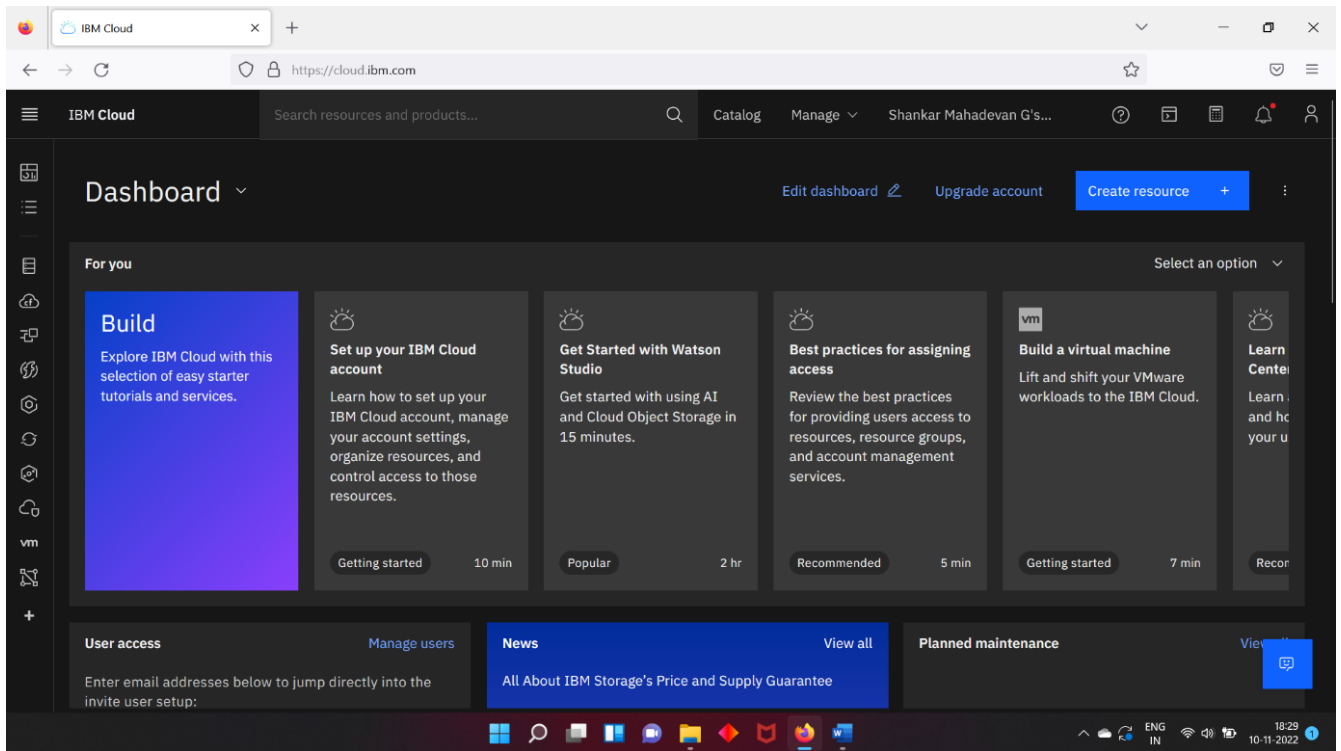 IBM Cloud
https://cloud.ibm.com
IBM Cloud
Search resources and products...
Catalog
Manage
Shankar Mahadevan G's...
Dashboard
Edit dashboard
Upgrade account
Create resource +
For you
Select an option
Build
Explore IBM Cloud with this
selection of easy starter
tutorials and services.
Set up your IBM Cloud
account
Learn how to set up your
IBM Cloud account, manage
your account settings,
organize resources, and
control access to those
resources.
Getting started
10 min
Get Started with Watson
Studio
Get started with using AI
and Cloud Object Storage in
15 minutes.
Popular
2 hr
Best practices for assigning
access
Review the best practices
for providing users access to
resources, resource groups,
and account management
services.
Recommended
5 min
vm
Build a virtual machine
Lift and shift your VMware
workloads to the IBM Cloud.
Getting started
7 min
Learn
Learn
and
your
vm
User access
Manage users
Enter email addresses below to jump directly into the
invite user setup:
News
View all
All About IBM Storage's Price and Supply Guarantee
Planned maintenance
ENG
IN
18:29
10-11-2022
1